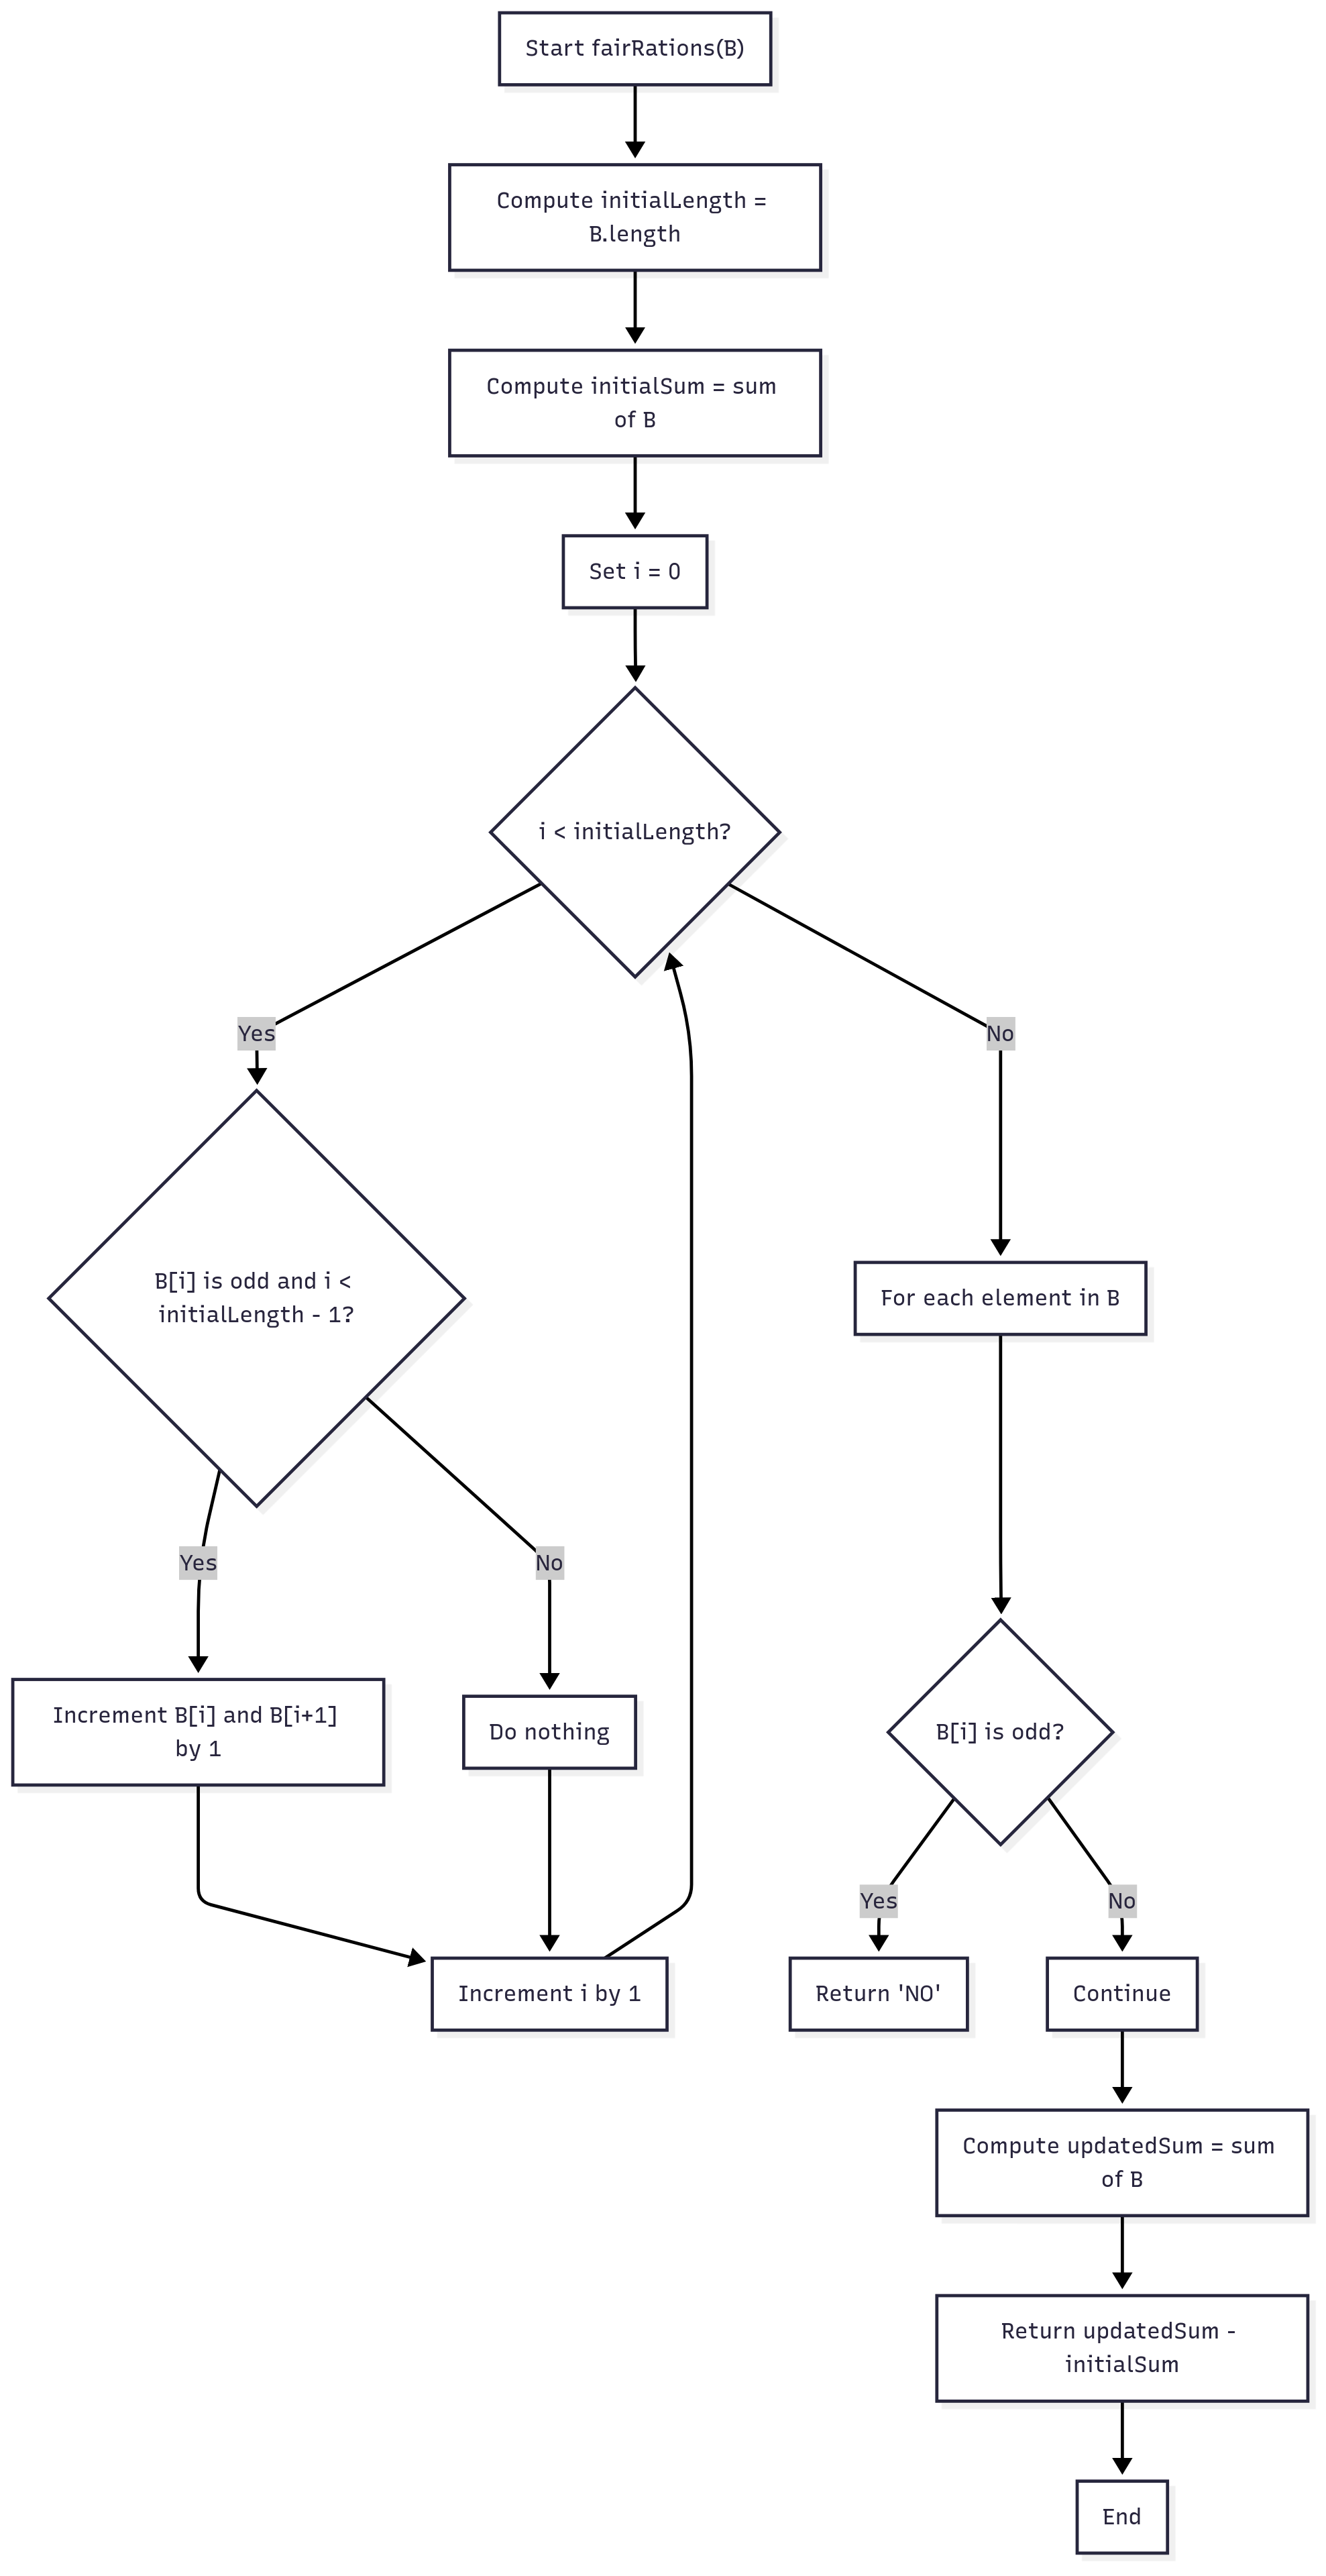 Start fairRations(B)
Compute initialLength =
B.length
Compute initialSum = sum
of B
Set i = 0
i < initialLength?
Yes
No
B[i] is odd and i <
initialLength - 1?
For each element in B
Yes
No
Increment B[i] and B[i+1]
by 1
Do nothing
B[i] is odd?
Yes
No
Increment i by 1
Return 'NO'
Continue
Compute updatedSum = sum
of B
Return updatedSum -
initialSum
End